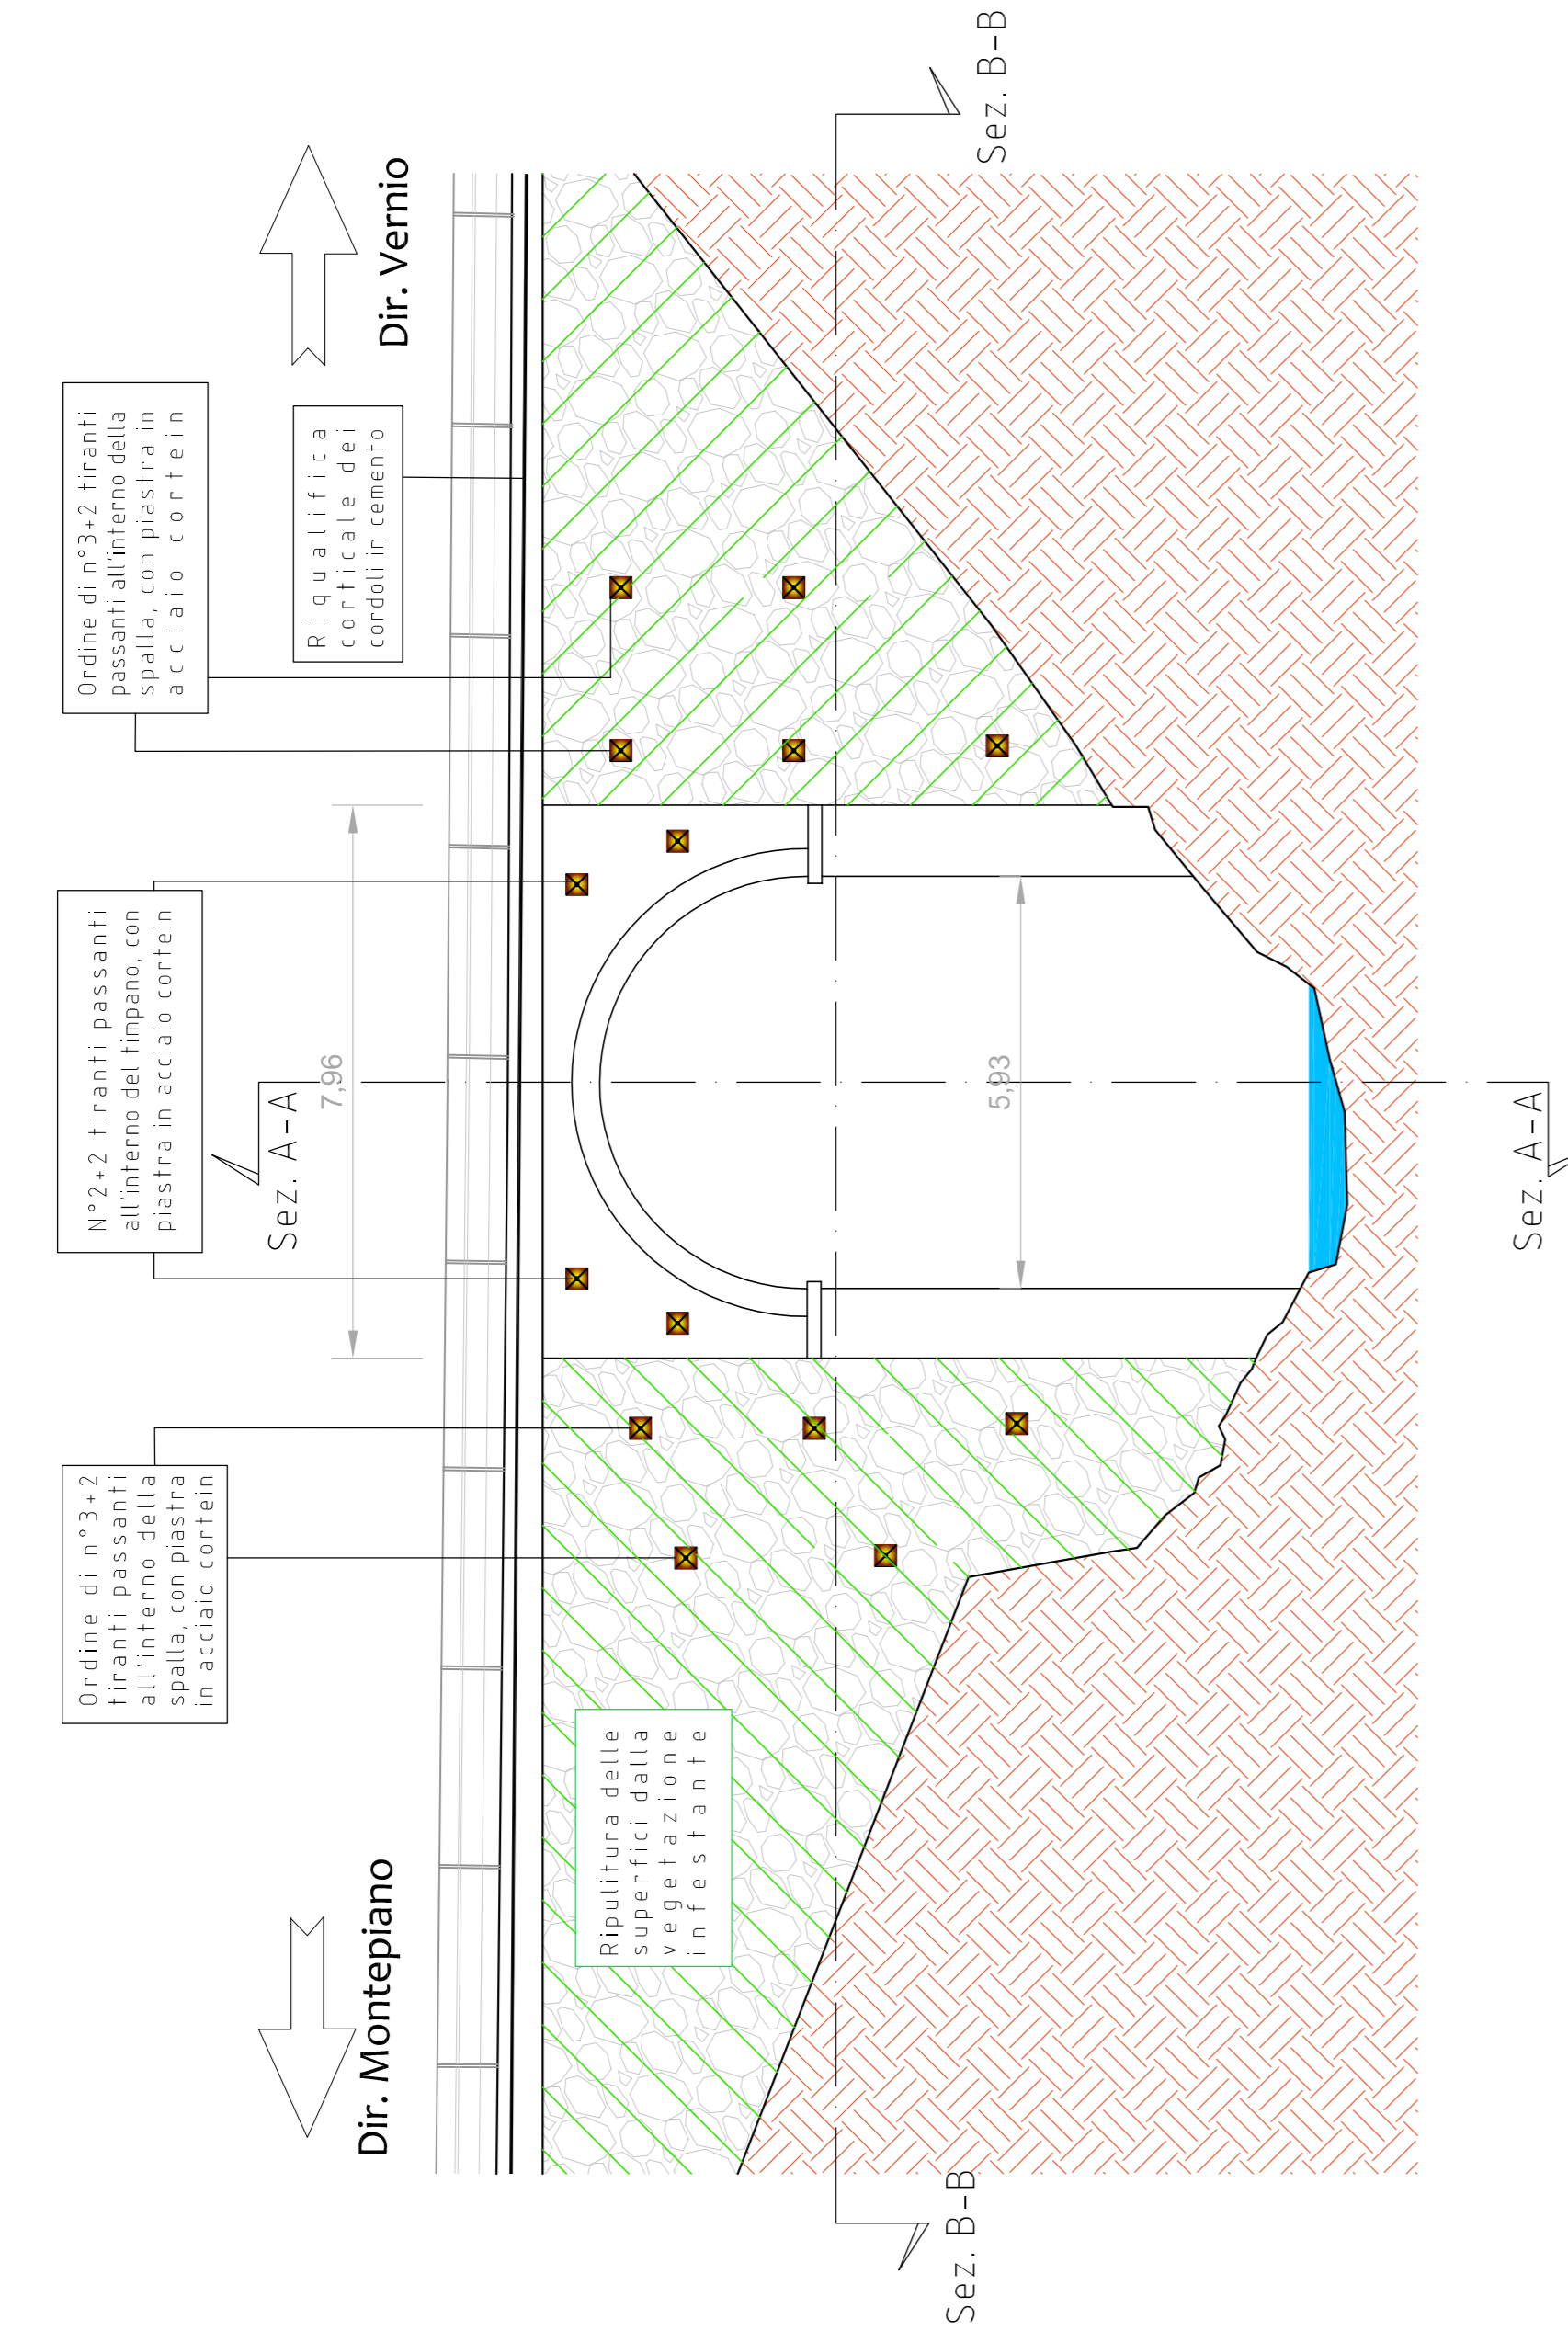 Ordine di n°3+2
tiranti passanti
all'interno della
spalla, con piastra
in acciaio cortein
N°2+2 tiranti passanti
all'interno del timpano, con
piastra in acciaio cortein
Ordine di n°3+2 tiranti
passanti all'interno della
spalla, con piastra in
acciaio cortein
Riqualifica
corticale dei
cordoli in cemento
Dir. Montepiano
Sez. A-A
7,96
Dir. Vernio
Ripulitura delle
superfici dalla
vegetazione
infestante
Sez. B-B
5,93
Sez. B-B
Sez. A-A